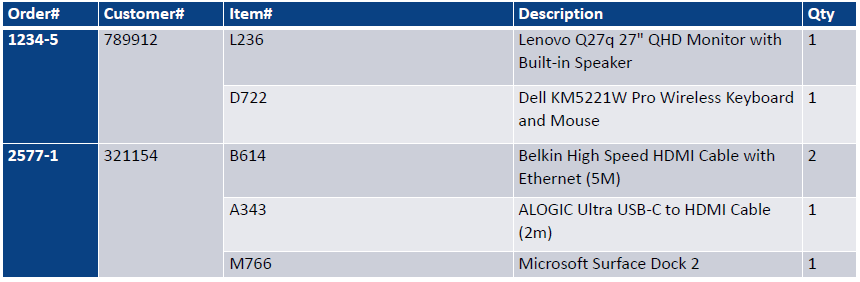 Order# Customer# Item# Description Qty
1234-5 789912 L236 Lenovo Q27q 27" QHD Monitor with 1
Built-in Speaker
D722 Dell KM5221W Pro Wireless Keyboard 1
and Mouse
2577-1 321154 B614 Belkin High Speed HDMI Cable with 2
Ethernet (5M)
A343 ALOGIC Ultra USB-C to HDMI Cable 1
(2m)
M766 Microsoft Surface Dock 2 1